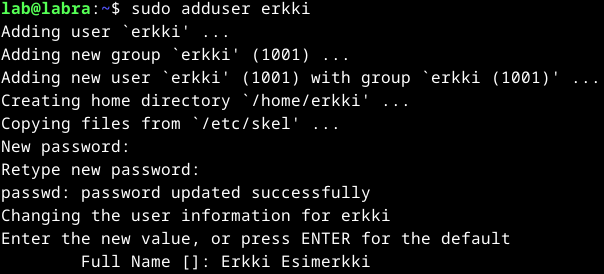 lab@labra:~$ sudo adduser erkki
Adding user `erkki' ...
Adding new group `erkki' (1001) ...
Adding new user `erkki' (1001) with group `erkki (1001)' ...
Creating home directory `/home/erkki' ...
Copying files from `/etc/skel' ...
New password:
Retype new password:
passwd: password updated successfully
Changing the user information for erkki
Enter the new value, or press ENTER for the default
        Full Name []: Erkki Esimerkki